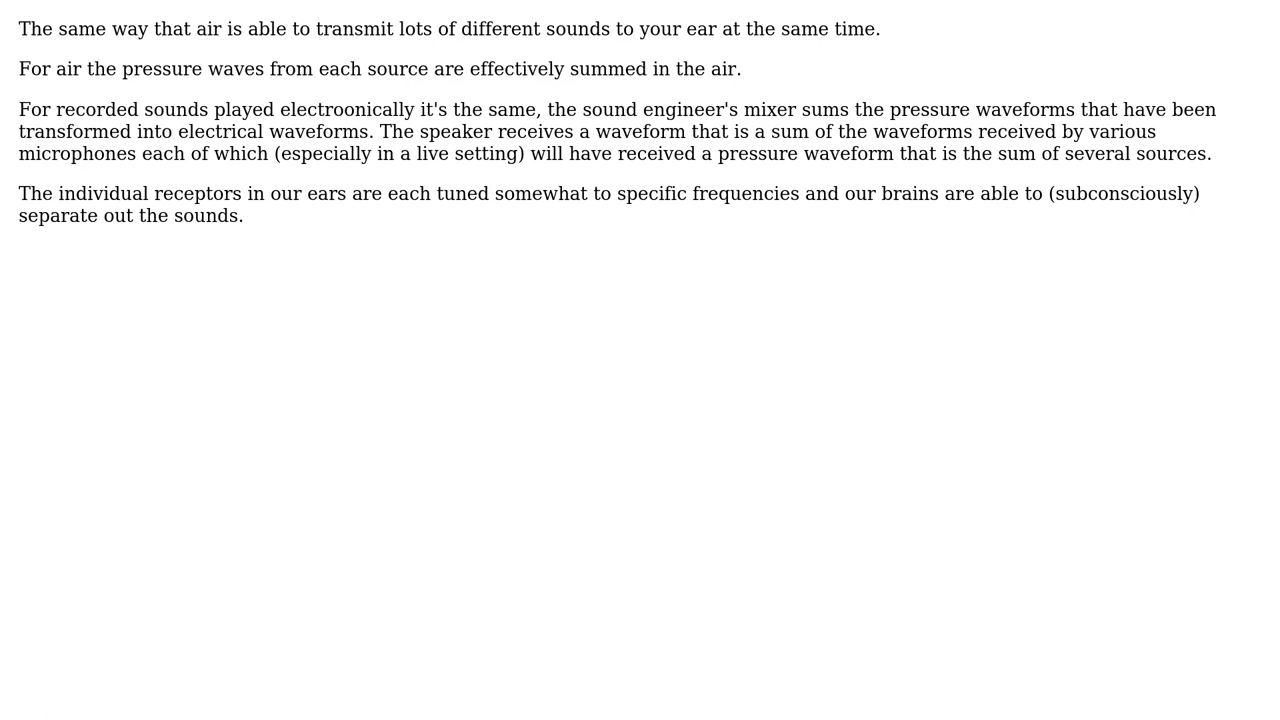 The same way that air is able to transmit lots of different sounds to your ear at the same time.
For air the pressure waves from each source are effectively summed in the air.
For recorded sounds played electroonically it's the same, the sound engineer's mixer sums the pressure waveforms that have been
transformed into electrical waveforms. The speaker receives a waveform that is a sum of the waveforms received by various
microphones each of which (especially in a live setting) will have received a pressure waveform that is the sum of several sources.
The individual receptors in our ears are each tuned somewhat to specific frequencies and our brains are able to (subconsciously)
separate out the sounds.